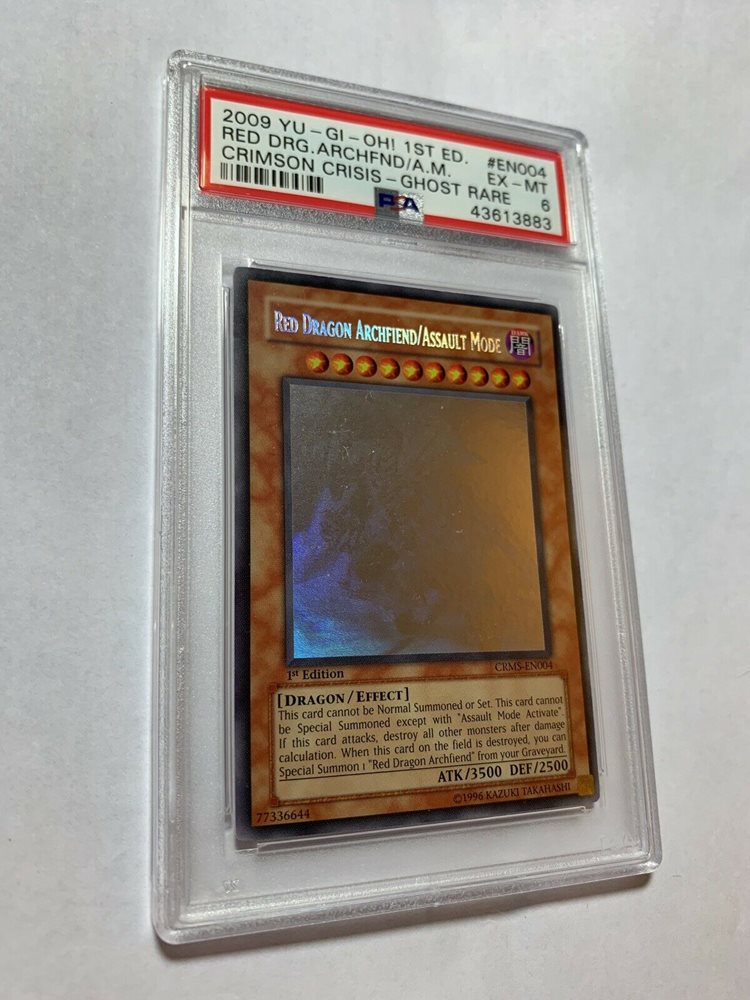 2009 YU-GI-OH! 1ST ED. #EN004
RED DRG.ARCHFND/A.M. EX-MT
CRIMSON CRISIS-GHOST RARE 6
PSA 43613883
RED DRAGON ARCHFIEND/ASSAULT MODE
DARK
闇
1st Edition CRMS-EN004
[DRAGON/EFFECT]
This card cannot be Normal Summoned or Set. This card cannot
be Special Summoned except with "Assault Mode Activate".
If this card attacks, destroy all other monsters after damage
calculation. When this card on the field is destroyed, you can
Special Summon 1 "Red Dragon Archfiend" from your Graveyard.
ATK/3500 DEF/2500
77336644 ©1996 KAZUKI TAKAHASHI